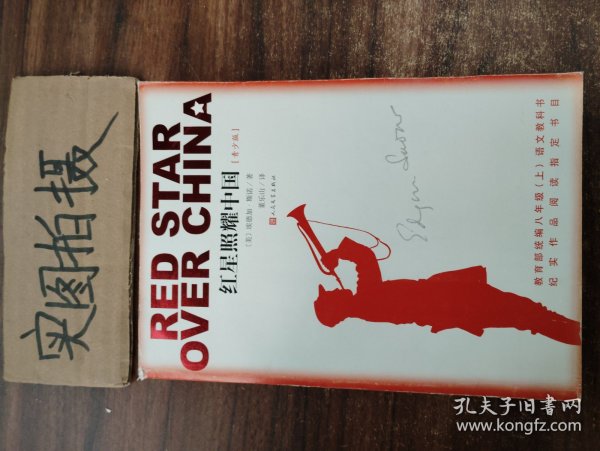 实图拍摄
RED STAR
OVER CHINA
红星照耀中国
[青少版]
〔美〕埃德加·斯诺/著
董乐山/译
人民文学出版社
Edgar Snow
教育部统编八年级(上)语文教科书
纪实作品阅读指定书目
孔夫子旧书网
www.kongfz.com